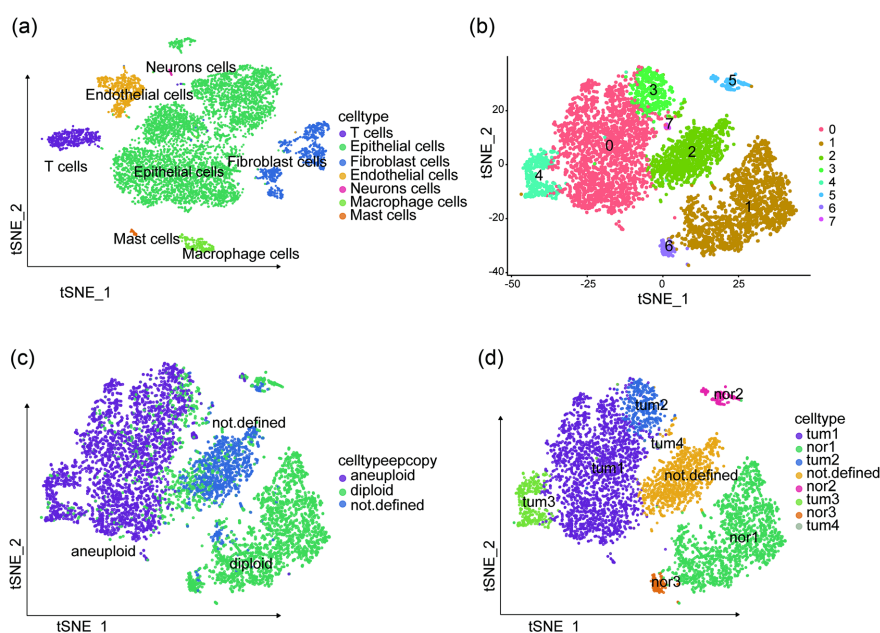 (a)
Neurons cells
Endothelial cells
T cells
Epithelial cells
Fibroblast cells
Mast cells
Macrophage cells
tSNE_2
tSNE_1
celltype
T cells
Epithelial cells
Fibroblast cells
Endothelial cells
Neurons cells
Macrophage cells
Mast cells
(b)
20
0
-20
-40
-50
-25
0
25
tSNE_2
tSNE_1
5
3
7
0
2
4
1
6
0
1
2
3
4
5
6
7
(c)
not.defined
aneuploid
diploid
tSNE_2
tSNE_1
celltypeepcopy
aneuploid
diploid
not.defined
(d)
nor2
tum2
tum4
tum1
not.defined
tum3
nor1
nor3
tSNE_2
tSNE_1
celltype
tum1
nor1
tum2
not.defined
nor2
tum3
nor3
tum4